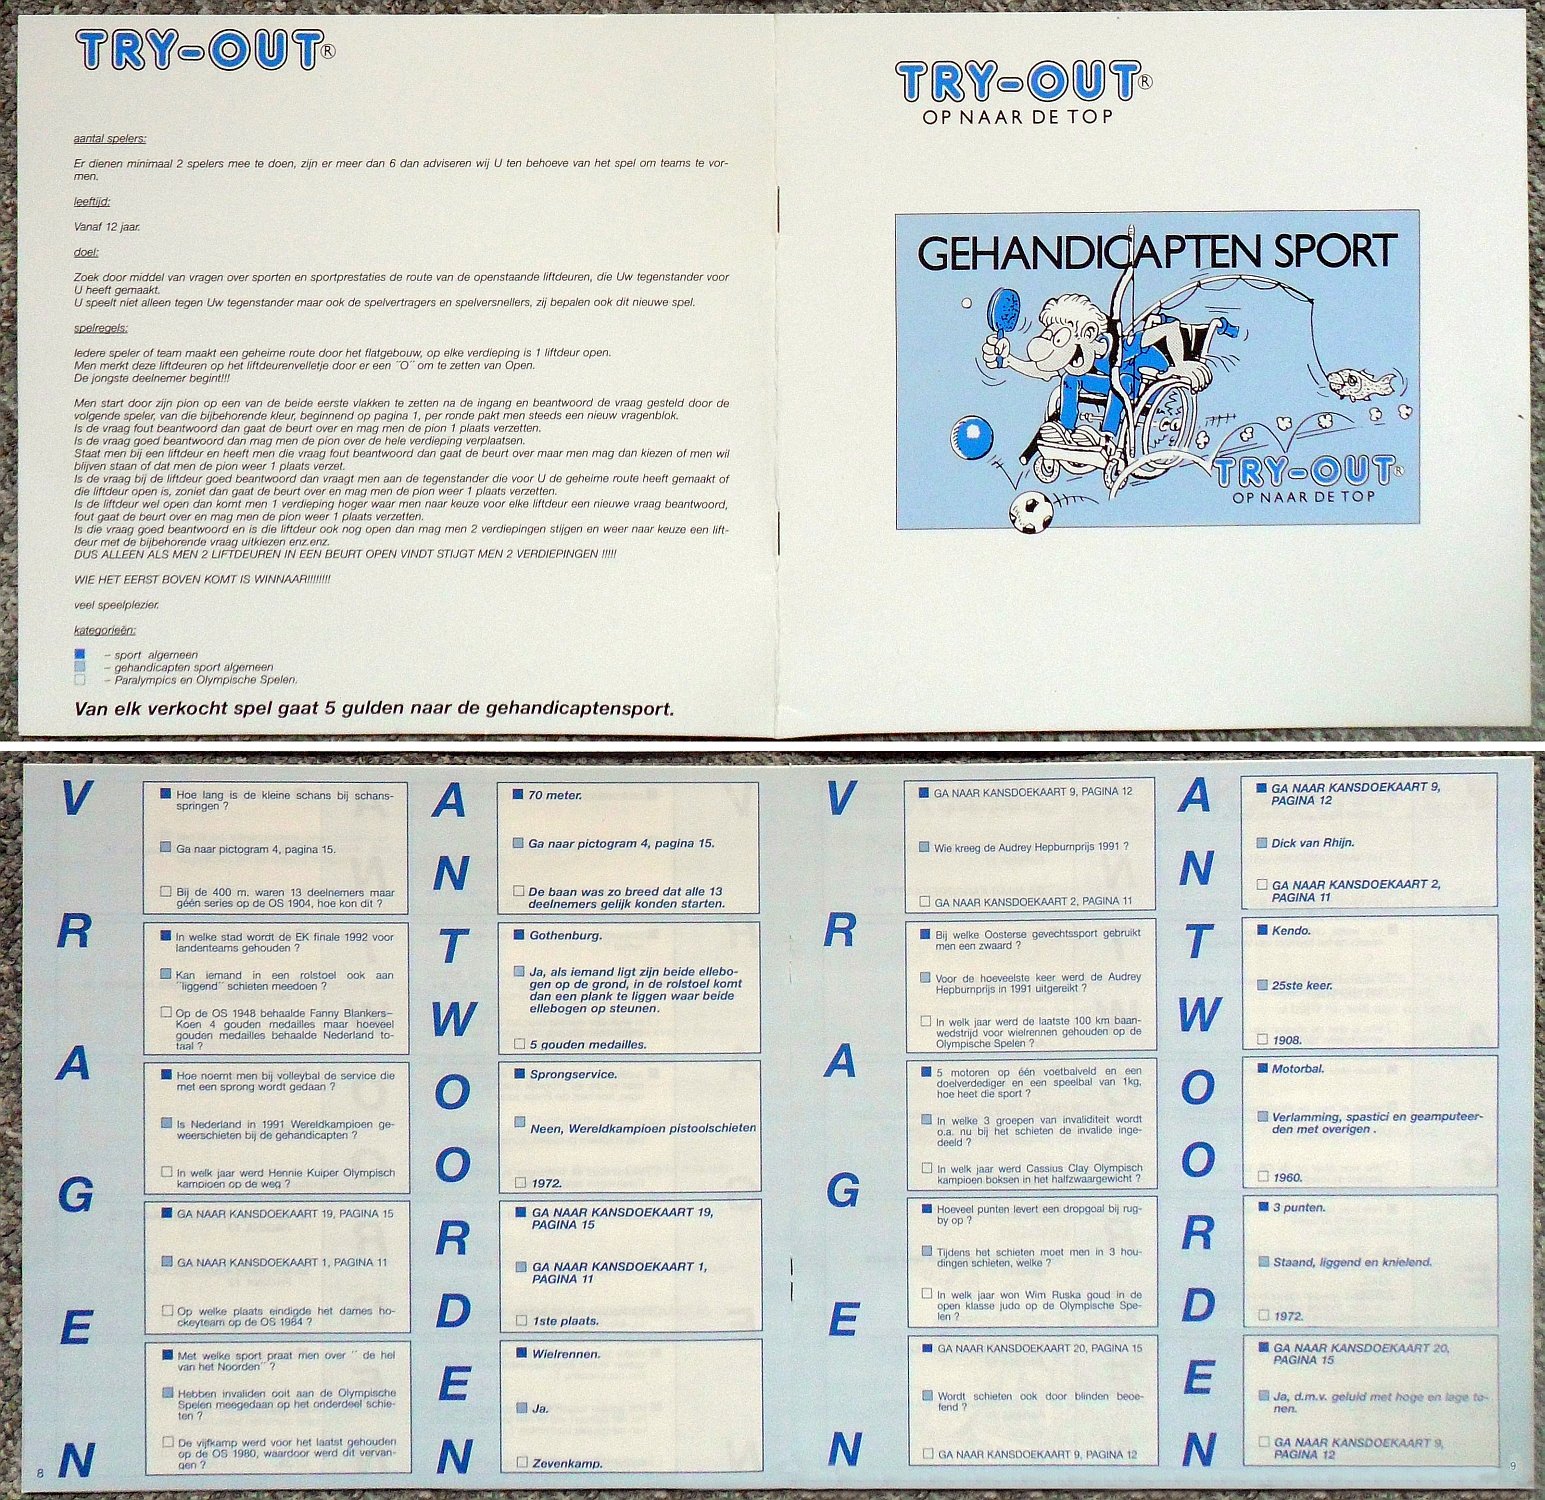 TRY-OUT®
aantal spelers:
Er dienen minimaal 2 spelers mee te doen, zijn er meer dan 6 dan adviseren wij U ten behoeve van het spel om teams te vor-
men.
leeftijd:
Vanaf 12 jaar.
doel:
Zoek door middel van vragen over sporten en sportprestaties de route van de openstaande liftdeuren, die Uw tegenstander voor
U heeft gemaakt.
U speelt niet alleen tegen Uw tegenstander maar ook de spelvertragers en spelversnellers, zij bepalen ook dit nieuwe spel.
spelregels:
Iedere speler of team maakt een geheime route door het flatgebouw, op elke verdieping is 1 liftdeur open.
Men merkt deze liftdeuren op het liftdeurenvelletje door er een ¨O¨ om te zetten van Open.
De jongste deelnemer begint!!!
Men start door zijn pion op een van de beide eerste vlakken te zetten na de ingang en beantwoord de vraag gesteld door de
volgende speler, van die bijbehorende kleur, beginnend op pagina 1, per ronde pakt men steeds een nieuw vragenblok.
Is de vraag fout beantwoord dan gaat de beurt over en mag men de pion 1 plaats verzetten.
Is de vraag goed beantwoord dan mag men de pion over de hele verdieping verplaatsen.
Staat men bij een liftdeur en heeft men die vraag fout beantwoord dan gaat de beurt over maar men mag dan kiezen of men wil
blijven staan of dat men de pion weer 1 plaats verzet.
Is de vraag bij de liftdeur goed beantwoord dan vraagt men aan de tegenstander die voor U de geheime route heeft gemaakt of
die liftdeur open is, zoniet dan gaat de beurt over en mag men de pion weer 1 plaats verzetten.
Is de liftdeur wel open dan komt men 1 verdieping hoger waar men naar keuze voor elke liftdeur een nieuwe vraag beantwoord,
fout gaat de beurt over en mag men de pion weer 1 plaats verzetten.
Is die vraag goed beantwoord en is die liftdeur ook nog open dan mag men 2 verdiepingen stijgen en weer naar keuze een lift-
deur met de bijbehorende vraag uitkiezen enz.enz.
DUS ALLEEN ALS MEN 2 LIFTDEUREN IN EEN BEURT OPEN VINDT STIJGT MEN 2 VERDIEPINGEN !!!!!
WIE HET EERST BOVEN KOMT IS WINNAAR!!!!!!!!
veel speelplezier.
kategorieën:
– sport algemeen
– gehandicapten sport algemeen
– Paralympics en Olympische Spelen.
Van elk verkocht spel gaat 5 gulden naar de gehandicaptensport.
TRY-OUT®
OP NAAR DE TOP
GEHANDICAPTEN SPORT
TRY-OUT®
OP NAAR DE TOP
VRAGEN
Hoe lang is de kleine schans bij schans-
springen ?
Ga naar pictogram 4, pagina 15.
Bij de 400 m. waren 13 deelnemers maar
géén series op de OS 1904, hoe kon dit ?
In welke stad wordt de EK finale 1992 voor
landenteams gehouden ?
Kan iemand in een rolstoel ook aan
¨liggend¨ schieten meedoen ?
Op de OS 1948 behaalde Fanny Blankers–
Koen 4 gouden medailles maar hoeveel
gouden medailles behaalde Nederland to-
taal ?
Hoe noemt men bij volleybal de service die
met een sprong wordt gedaan ?
Is Nederland in 1991 Wereldkampioen ge-
weerschieten bij de gehandicapten ?
In welk jaar werd Hennie Kuiper Olympisch
kampioen op de weg ?
GA NAAR KANSDOEKAART 19, PAGINA 15
GA NAAR KANSDOEKAART 1, PAGINA 11
Op welke plaats eindigde het dames ho-
ckeyteam op de OS 1984 ?
Met welke sport praat men over ¨ de hel
van het Noorden¨ ?
Hebben invaliden ooit aan de Olympische
Spelen meegedaan op het onderdeel schie-
ten ?
De vijfkamp werd voor het laatst gehouden
op de OS 1980, waardoor werd dit vervan-
gen ?
8
ANTWOORDEN
70 meter.
Ga naar pictogram 4, pagina 15.
De baan was zo breed dat alle 13
deelnemers gelijk konden starten.
Gothenburg.
Ja, als iemand ligt zijn beide ellebo-
gen op de grond, in de rolstoel komt
dan een plank te liggen waar beide
ellebogen op steunen.
5 gouden medailles.
Sprongservice.
Neen, Wereldkampioen pistoolschieten
1972.
GA NAAR KANSDOEKAART 19,
PAGINA 15
GA NAAR KANSDOEKAART 1,
PAGINA 11
1ste plaats.
Wielrennen.
Ja.
Zevenkamp.
VRAGEN
GA NAAR KANSDOEKAART 9, PAGINA 12
Wie kreeg de Audrey Hepburnprijs 1991 ?
GA NAAR KANSDOEKAART 2, PAGINA 11
Bij welke Oosterse gevechtssport gebruikt
men een zwaard ?
Voor de hoeveelste keer werd de Audrey
Hepburnprijs in 1991 uitgereikt ?
In welk jaar werd de laatste 100 km baan-
wedstrijd voor wielrennen gehouden op de
Olympische Spelen ?
5 motoren op één voetbalveld en een
doelverdediger en een speelbal van 1kg,
hoe heet die sport ?
In welke 3 groepen van invaliditeit wordt
o.a. nu bij het schieten de invalide inge-
deeld ?
In welk jaar werd Cassius Clay Olympisch
kampioen boksen in het halfzwaargewicht ?
Hoeveel punten levert een dropgoal bij rug-
by op ?
Tijdens het schieten moet men in 3 hou-
dingen schieten, welke ?
In welk jaar won Wim Ruska goud in de
open klasse judo op de Olympische Spe-
len ?
GA NAAR KANSDOEKAART 20, PAGINA 15
Wordt schieten ook door blinden beoe-
fend ?
GA NAAR KANSDOEKAART 9, PAGINA 12
ANTWOORDEN
GA NAAR KANSDOEKAART 9,
PAGINA 12
Dick van Rhijn.
GA NAAR KANSDOEKAART 2,
PAGINA 11
Kendo.
25ste keer.
1908.
Motorbal.
Verlamming, spastici en geamputeer-
den met overigen .
1960.
3 punten.
Staand, liggend en knielend.
1972.
GA NAAR KANSDOEKAART 20,
PAGINA 15
Ja, d.m.v. geluid met hoge en lage to-
nen.
GA NAAR KANSDOEKAART 9,
PAGINA 12
9